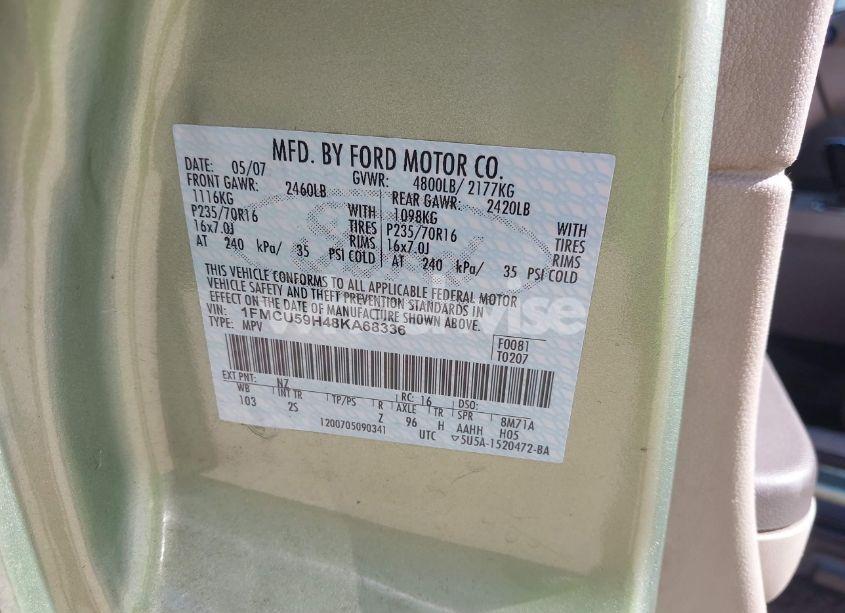 MFD. BY FORD MOTOR CO.
DATE: 05/07 GVWR: 4800LB/ 2177KG
FRONT GAWR: 2460LB REAR GAWR: 2420LB
1116KG WITH 1098KG WITH
P235/70R16 TIRES P235/70R16 TIRES
16x7.0J RIMS 16x7.0J RIMS
AT 240 kPa/ 35 PSI COLD AT 240 kPa/ 35 PSI COLD
THIS VEHICLE CONFORMS TO ALL APPLICABLE FEDERAL MOTOR
VEHICLE SAFETY AND THEFT PREVENTION STANDARDS IN
EFFECT ON THE DATE OF MANUFACTURE SHOWN ABOVE.
VIN: 1FMCU59H48KA68336
TYPE: MPV
F0081
T0207
EXT PNT: NZ RC: 16 DSO:
WB INT TR TP/PS R AXLE TR SPR 8M71A
103 2S Z 96 H AAHH H05
1200705090341 UTC 5U5A-1520472-BA